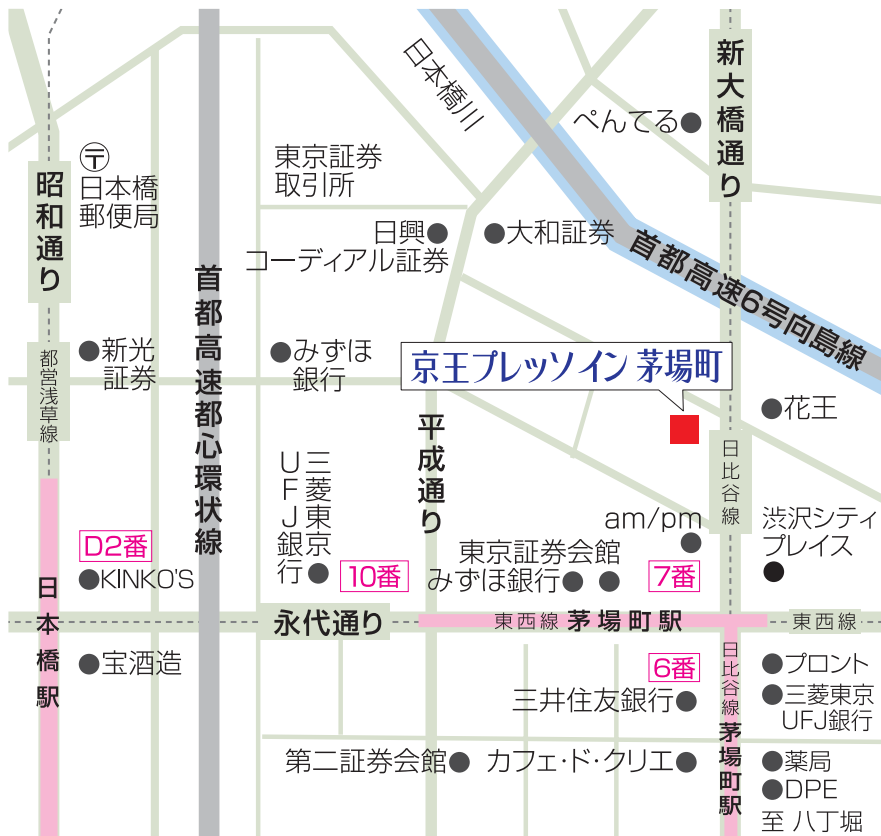 日本橋川
新大橋通り
ぺんてる
〒
日本橋
郵便局
昭和通り
東京証券
取引所
日興
コーディアル証券
大和証券
首都高速6号向島線
首都高速都心環状線
新光
証券
都営浅草線
みずほ
銀行
京王プレッソイン 茅場町
花王
平成通り
日比谷線
三菱東京
UFJ銀行
am/pm
渋沢シティ
プレイス
D2番
KINKO'S
10番
東京証券会館
みずほ銀行
7番
日本橋駅
永代通り
東西線 茅場町駅
東西線
宝酒造
6番
三井住友銀行
日比谷線
茅場町駅
プロント
三菱東京
UFJ銀行
第二証券会館
カフェ・ド・クリエ
薬局
DPE
至 八丁堀